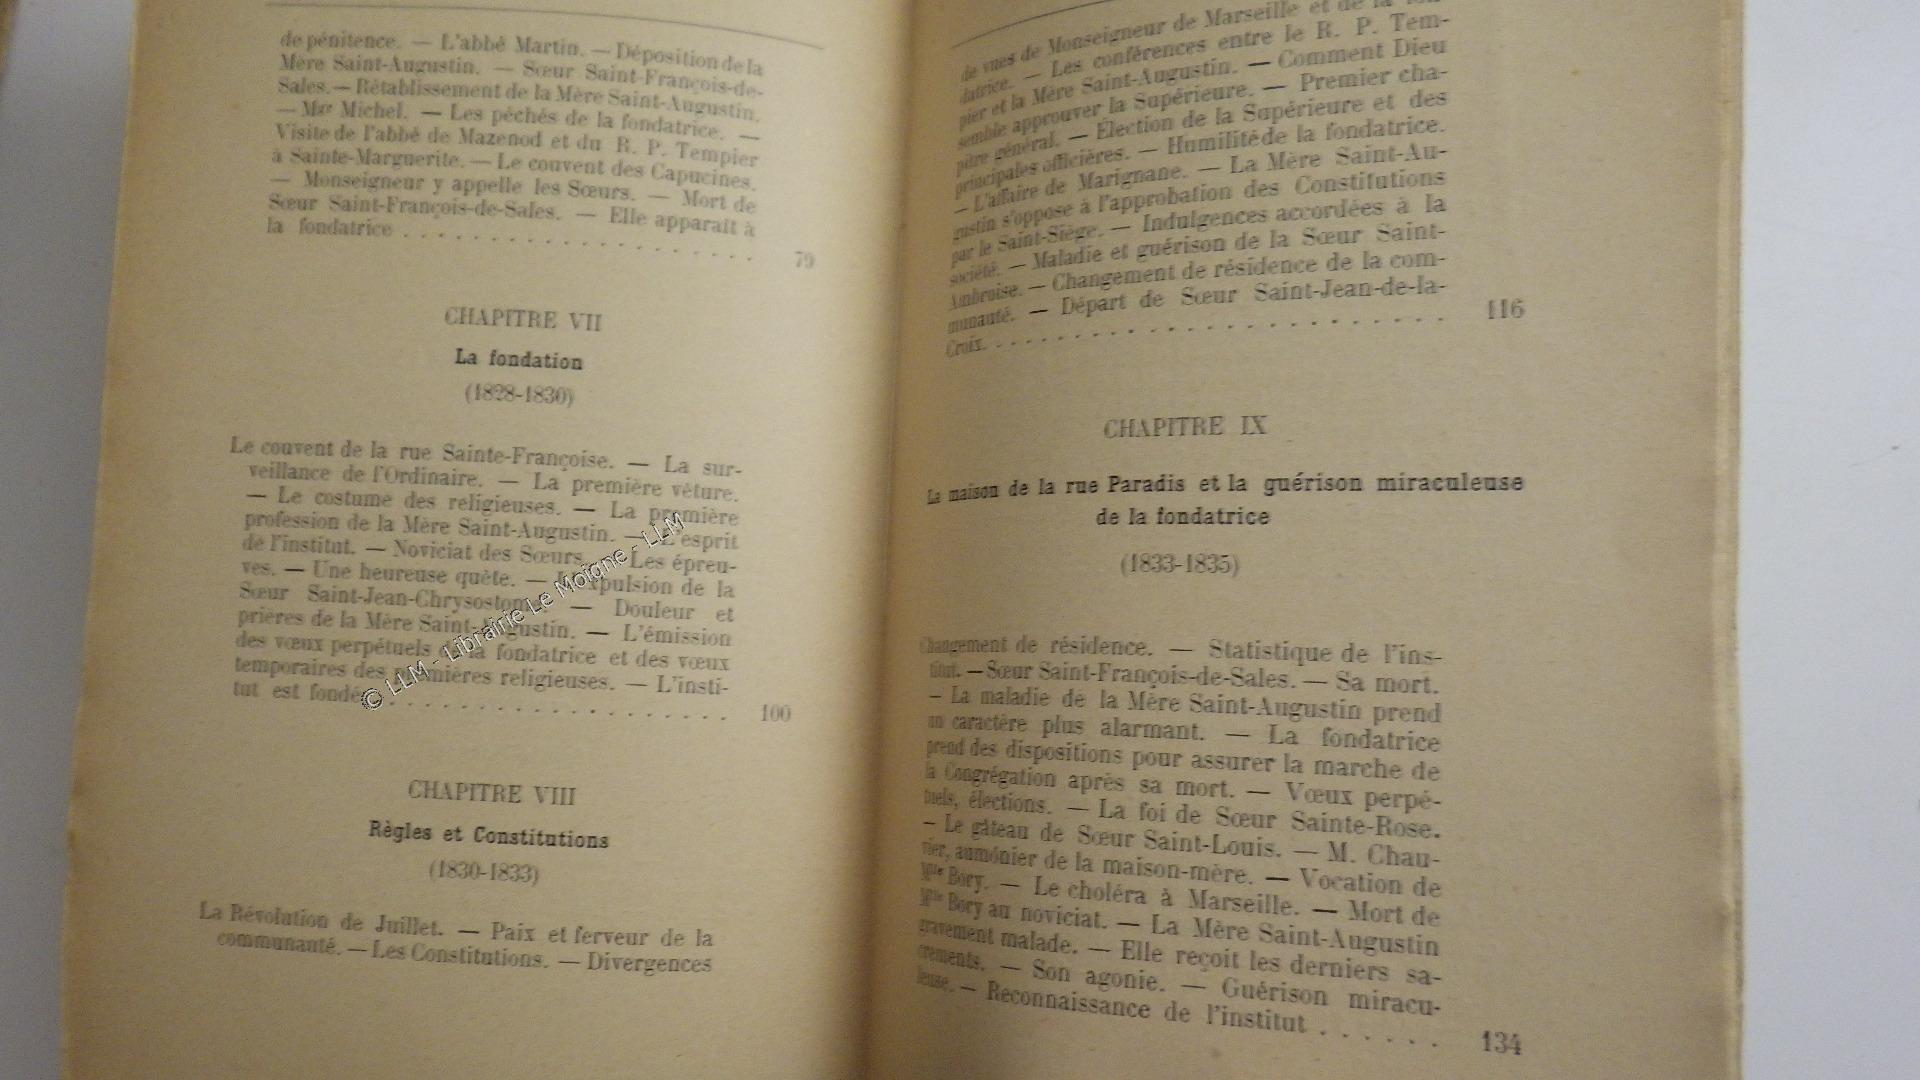 de pénitence. — L'abbé Martin. — Déposition de la
Mère Saint-Augustin. — Sœur Saint-François-de-
Sales. — Rétablissement de la Mère Saint-Augustin.
— Mgr Michel. — Les péchés de la fondatrice. —
Visite de l'abbé de Mazenod et du R. P. Tempier
à Sainte-Marguerite. — Le couvent des Capucines.
— Monseigneur y appelle les Sœurs. — Mort de
Sœur Saint-François-de-Sales. — Elle apparaît à
la fondatrice . . . . . . . . . . . . . . . . 79
CHAPITRE VII
La fondation
(1828-1830)
Le couvent de la rue Sainte-Françoise. — La sur-
veillance de l'Ordinaire. — La première vêture.
— Le costume des religieuses. — La première
profession de la Mère Saint-Augustin. — L'esprit
de l'institut. — Noviciat des Sœurs. — Les épreu-
ves. — Une heureuse quête. — L'expulsion de la
Sœur Saint-Jean-Chrysostome. — Douleur et
prières de la Mère Saint-Augustin. — L'émission
des vœux perpétuels de la fondatrice et des vœux
temporaires des premières religieuses. — L'insti-
tut est fondé . . . . . . . . . . . . . . . . . 100
CHAPITRE VIII
Règles et Constitutions
(1830-1833)
La Révolution de Juillet. — Paix et ferveur de la
communauté. — Les Constitutions. — Divergences
de vues de Monseigneur de Marseille et de la fon-
datrice. — Les conférences entre le R. P. Tem-
pier et la Mère Saint-Augustin. — Comment Dieu
semble approuver la Supérieure. — Premier cha-
pitre général. — Élection de la Supérieure et des
principales officières. — Humilité de la fondatrice.
— L'affaire de Marignane. — La Mère Saint-Au-
gustin s'oppose à l'approbation des Constitutions
par le Saint-Siège. — Indulgences accordées à la
société. — Maladie et guérison de la Sœur Saint-
Ambroise. — Changement de résidence de la com-
munauté. — Départ de Sœur Saint-Jean-de-la-
Croix. . . . . . . . . . . . . . . . . . . . . 116
CHAPITRE IX
La maison de la rue Paradis et la guérison miraculeuse
de la fondatrice
(1833-1835)
Changement de résidence. — Statistique de l'ins-
titut. — Sœur Saint-François-de-Sales. — Sa mort.
— La maladie de la Mère Saint-Augustin prend
un caractère plus alarmant. — La fondatrice
prend des dispositions pour assurer la marche de
la Congrégation après sa mort. — Vœux perpé-
tuels, élections. — La foi de Sœur Sainte-Rose.
— Le gâteau de Sœur Saint-Louis. — M. Chau-
vier, aumônier de la maison-mère. — Vocation de
Mlle Bory. — Le choléra à Marseille. — Mort de
Mlle Bory au noviciat. — La Mère Saint-Augustin
gravement malade. — Elle reçoit les derniers sa-
crements. — Son agonie. — Guérison miracu-
leuse. — Reconnaissance de l'institut . . . . . . 134
© LLM - Librairie Le Moigne - LLM